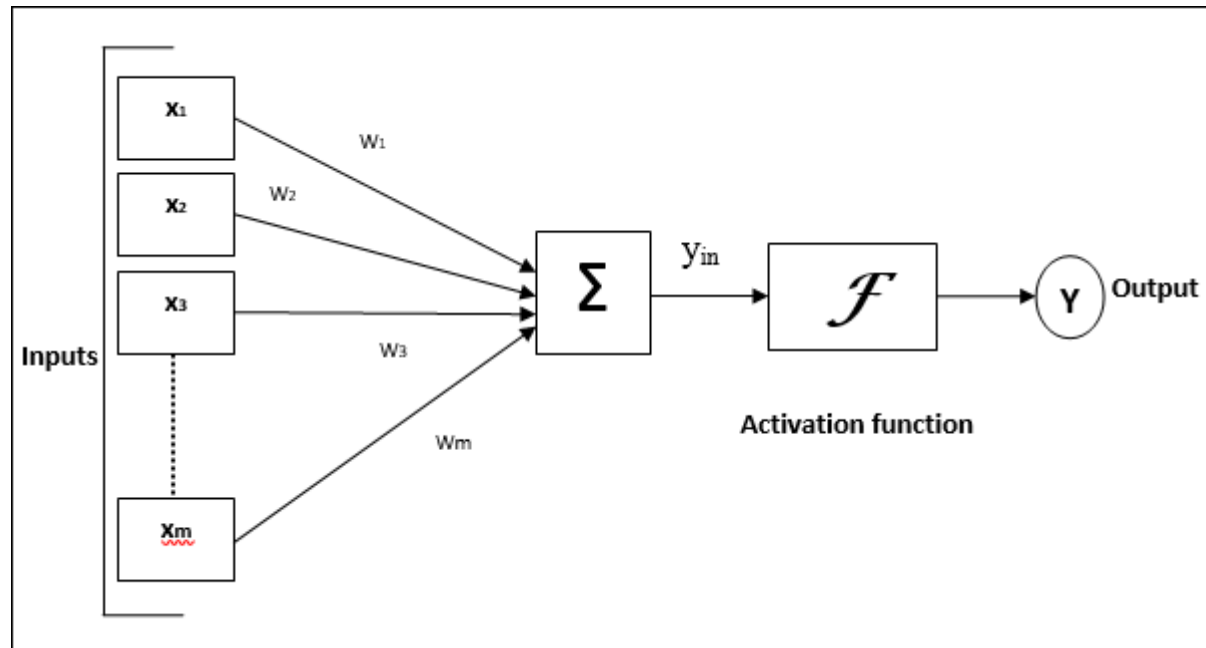 Inputs
x₁
x₂
x₃
xm
W₁
W₂
W₃
Wm
Σ
yin
ℱ
Activation function
Y
Output